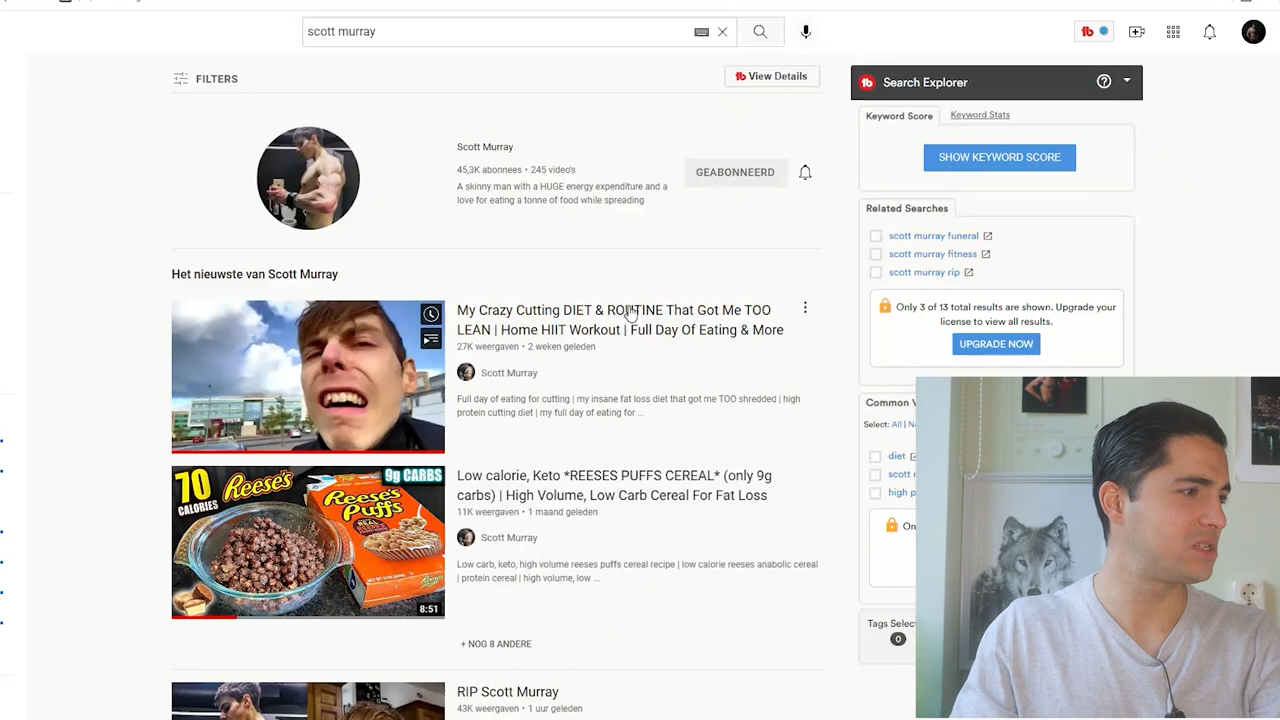 scott murray
FILTERS
View Details
Scott Murray
45,3K abonnees • 245 video's
A skinny man with a HUGE energy expenditure and a
love for eating a tonne of food while spreading
GEABONNEERD
Het nieuwste van Scott Murray
My Crazy Cutting DIET & ROUTINE That Got Me TOO
LEAN | Home HIIT Workout | Full Day Of Eating & More
27K weergaven • 2 weken geleden
Scott Murray
Full day of eating for cutting | my insane fat loss diet that got me TOO shredded | high
protein cutting diet | my full day of eating for ...
70
CALORIES
Reese's
9g CARBS
Reese's
Puffs
8:51
Low calorie, Keto *REESES PUFFS CEREAL* (only 9g
carbs) | High Volume, Low Carb Cereal For Fat Loss
11K weergaven • 1 maand geleden
Scott Murray
Low carb, keto, high volume reeses puffs cereal recipe | low calorie reeses anabolic cereal
| protein cereal | high volume, low ...
+ NOG 8 ANDERE
RIP Scott Murray
43K weergaven • 1 uur geleden
tb
tb Search Explorer
Keyword Score
Keyword Stats
SHOW KEYWORD SCORE
Related Searches
scott murray funeral
scott murray fitness
scott murray rip
Only 3 of 13 total results are shown. Upgrade your
license to view all results.
UPGRADE NOW
Common V
Select: All | N
diet
scott
high p
On
Tags Selec
0